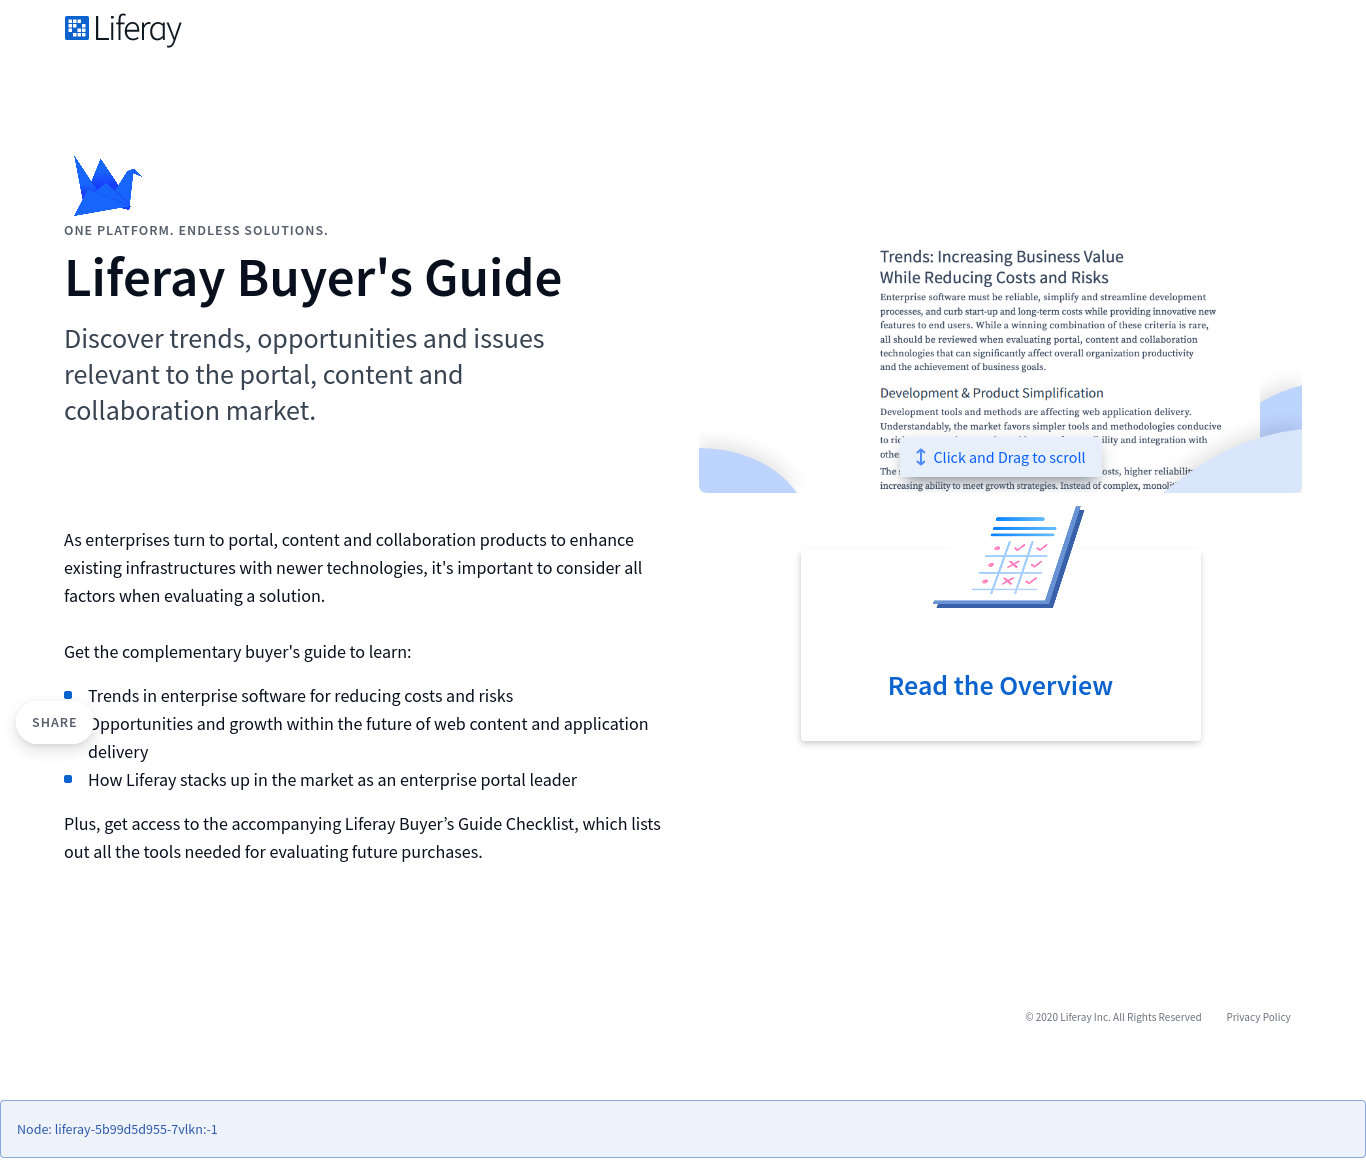 Liferay
ONE PLATFORM. ENDLESS SOLUTIONS.
Liferay Buyer's Guide
Discover trends, opportunities and issues
relevant to the portal, content and
collaboration market.
Trends: Increasing Business Value
While Reducing Costs and Risks
Enterprise software must be reliable, simplify and streamline development
processes, and curb start-up and long-term costs while providing innovative new
features to end users. While a winning combination of these criteria is rare,
all should be reviewed when evaluating portal, content and collaboration
technologies that can significantly affect overall organization productivity
and the achievement of business goals.
Development & Product Simplification
Development tools and methods are affecting web application delivery.
Understandably, the market favors simpler tools and methodologies conducive
to and integration with
Click and Drag to scroll
The costs, higher reliability
increasing ability to meet growth strategies. Instead of complex,
As enterprises turn to portal, content and collaboration products to enhance
existing infrastructures with newer technologies, it's important to consider all
factors when evaluating a solution.
Get the complementary buyer's guide to learn:
Trends in enterprise software for reducing costs and risks
Opportunities and growth within the future of web content and application
delivery
How Liferay stacks up in the market as an enterprise portal leader
SHARE
Plus, get access to the accompanying Liferay Buyer’s Guide Checklist, which lists
out all the tools needed for evaluating future purchases.
Read the Overview
© 2020 Liferay Inc. All Rights Reserved Privacy Policy
Node: liferay-5b99d5d955-7vlkn:-1